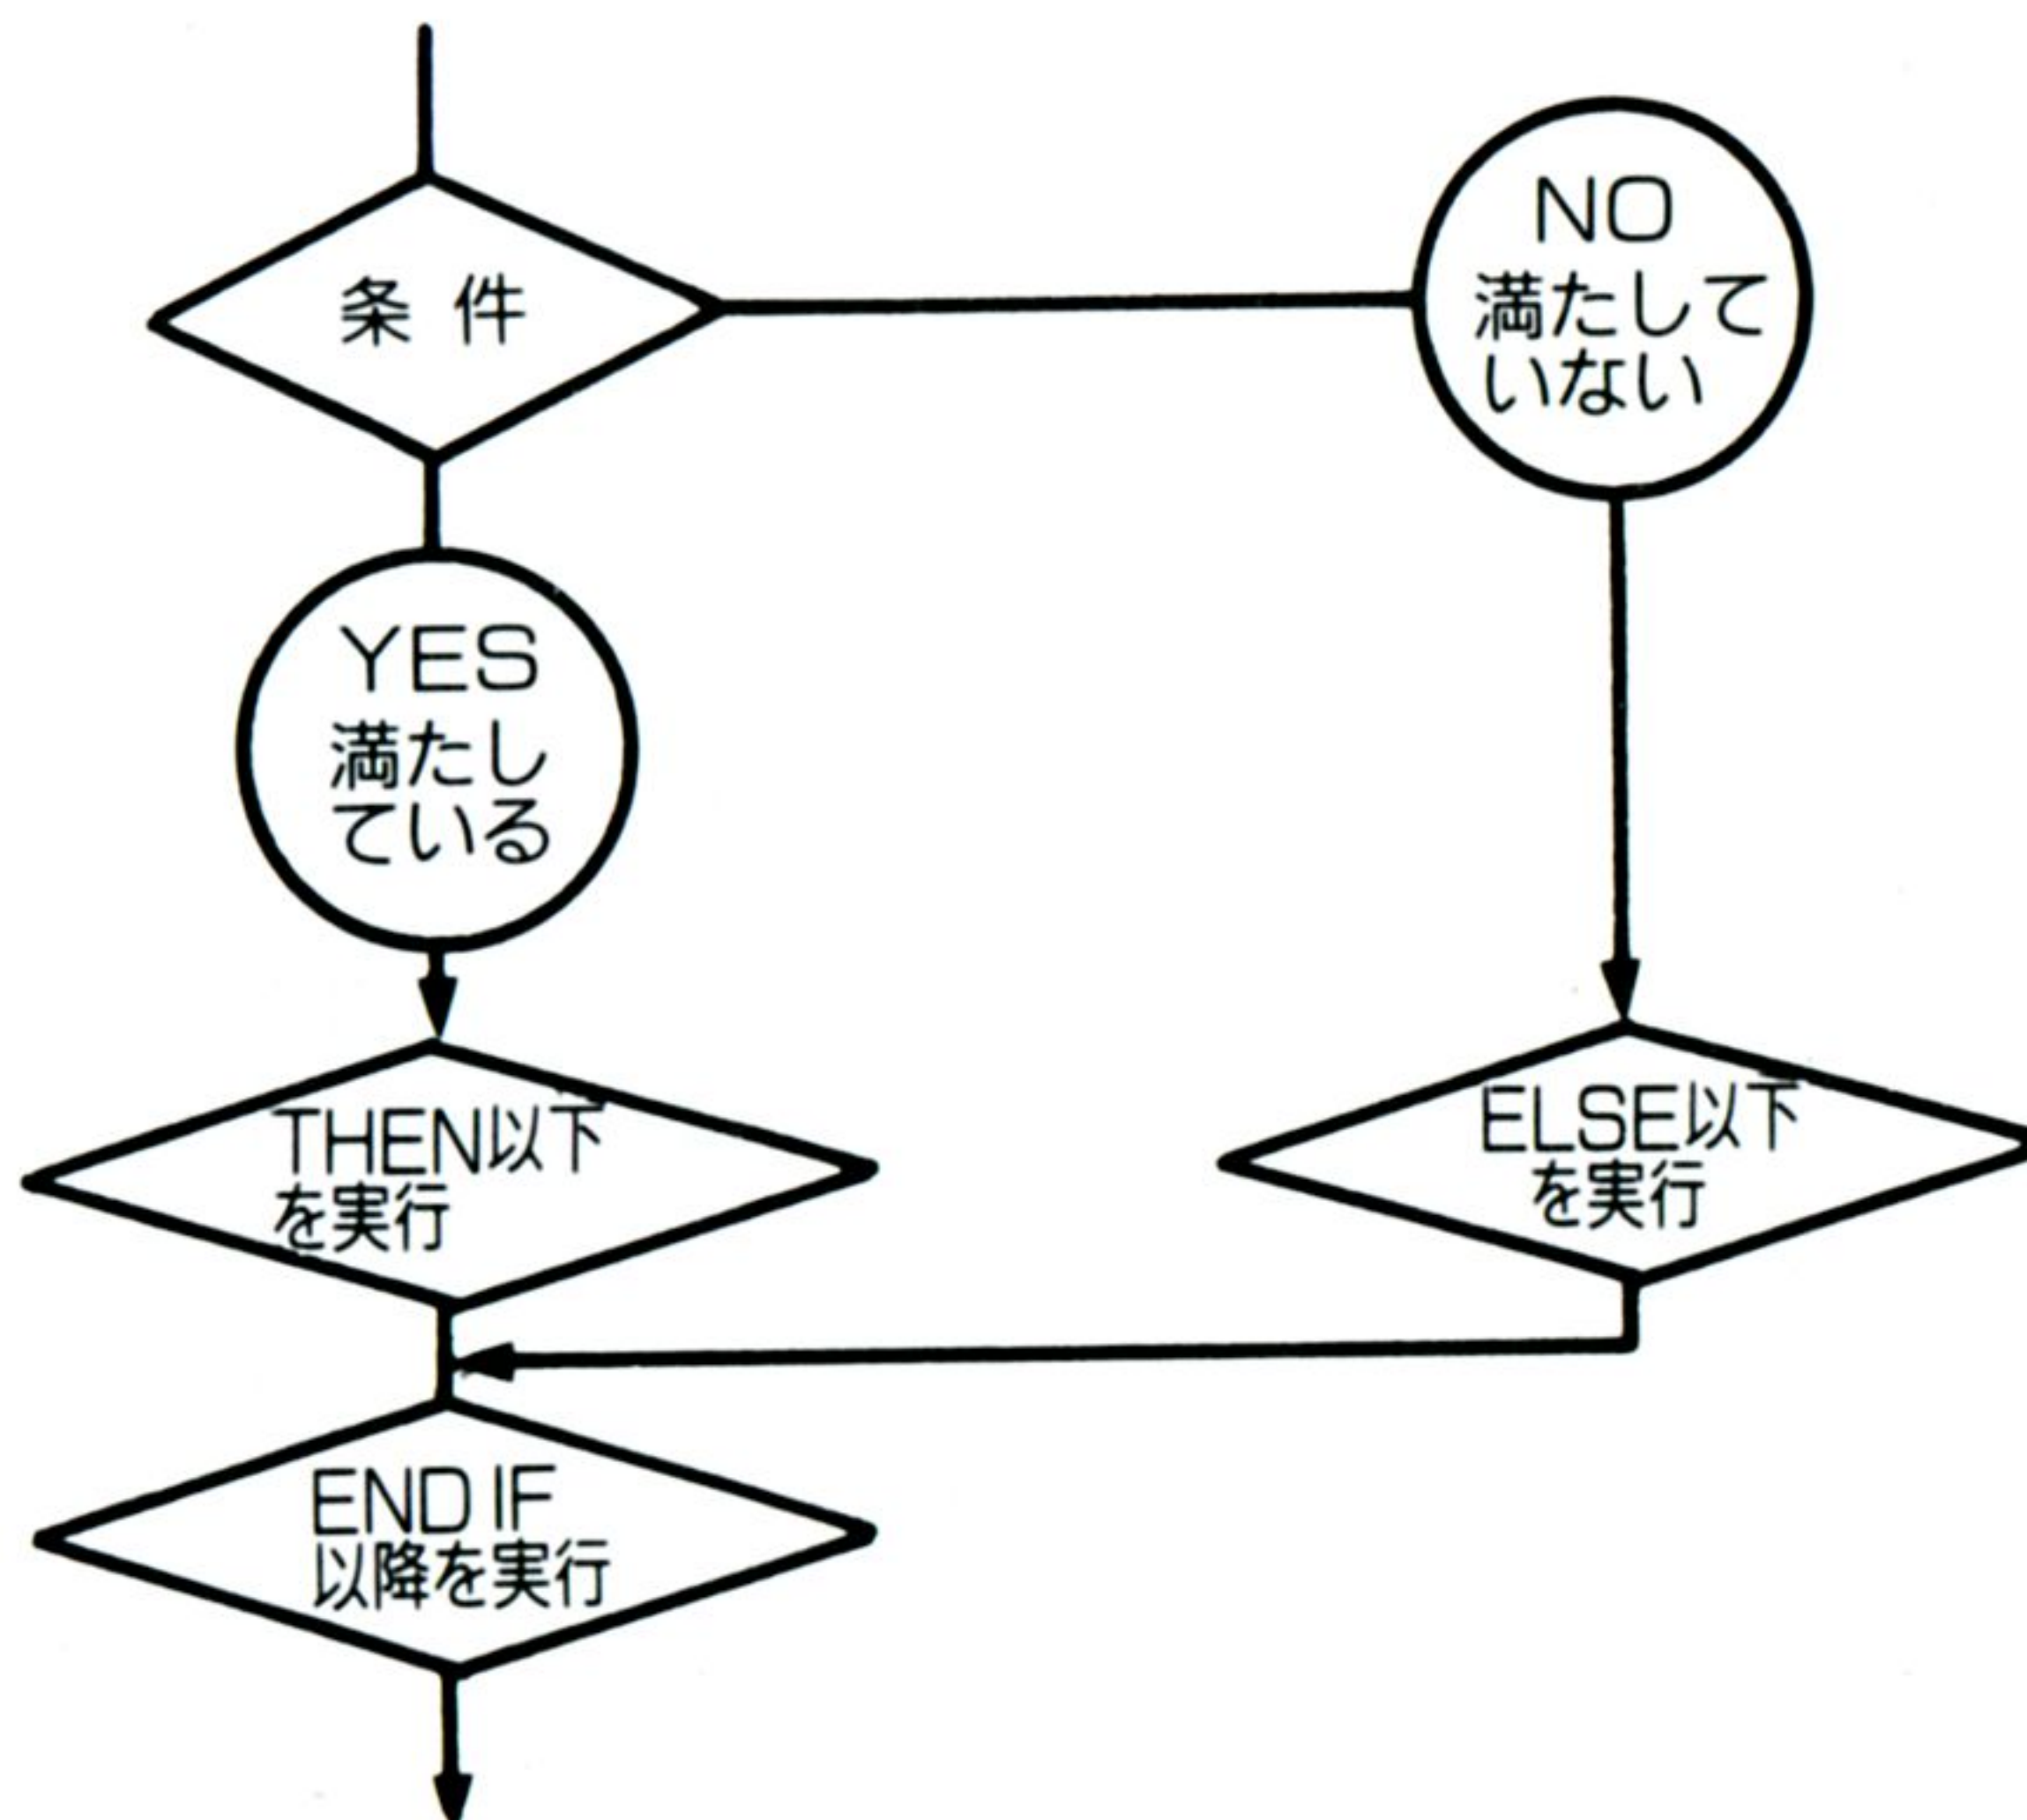 条件
NO
満たして
いない
YES
満たし
ている
THEN以下
を実行
ELSE以下
を実行
END IF
以降を実行